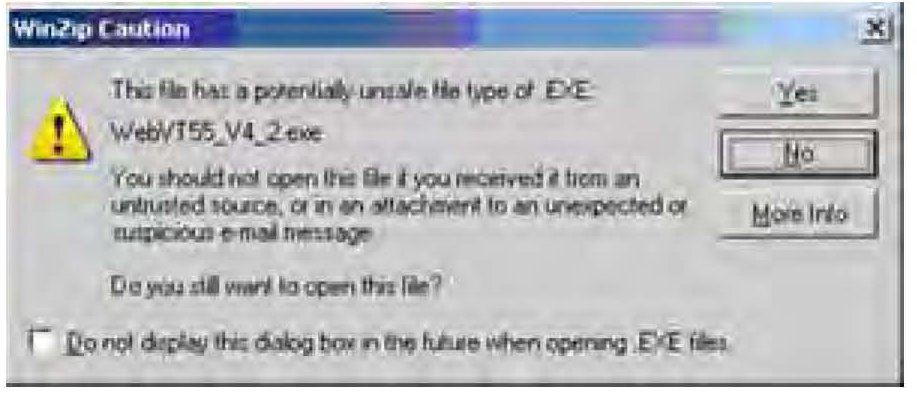 WinZip Caution
This file has a potentially unsafe file type of .EXE:
Yes
WebVT55_V4_2.exe
No
You should not open this file if you received it from an
untrusted source, or in an attachment to an unexpected or
suspicious e-mail message.
More Info
Do you still want to open this file?
Do not display this dialog box in the future when opening .EXE files.